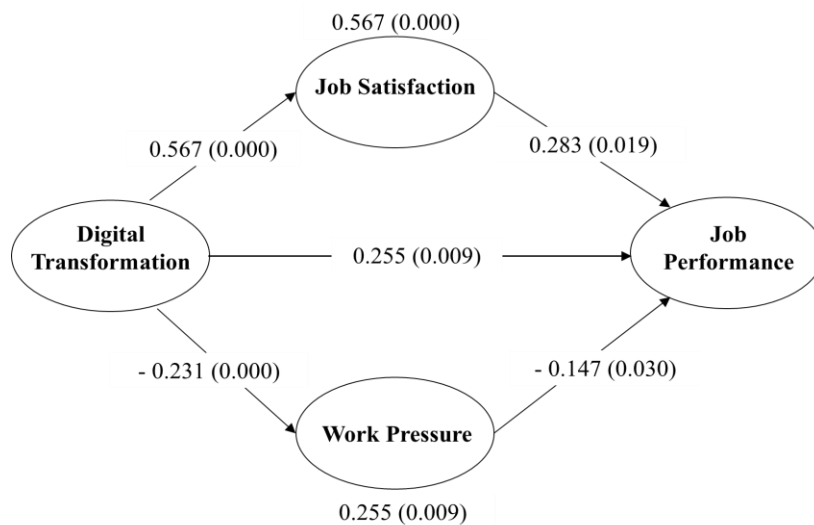 0.567 (0.000)
Job Satisfaction
0.567 (0.000)
0.283 (0.019)
Digital
Transformation
0.255 (0.009)
Job
Performance
- 0.231 (0.000)
- 0.147 (0.030)
Work Pressure
0.255 (0.009)